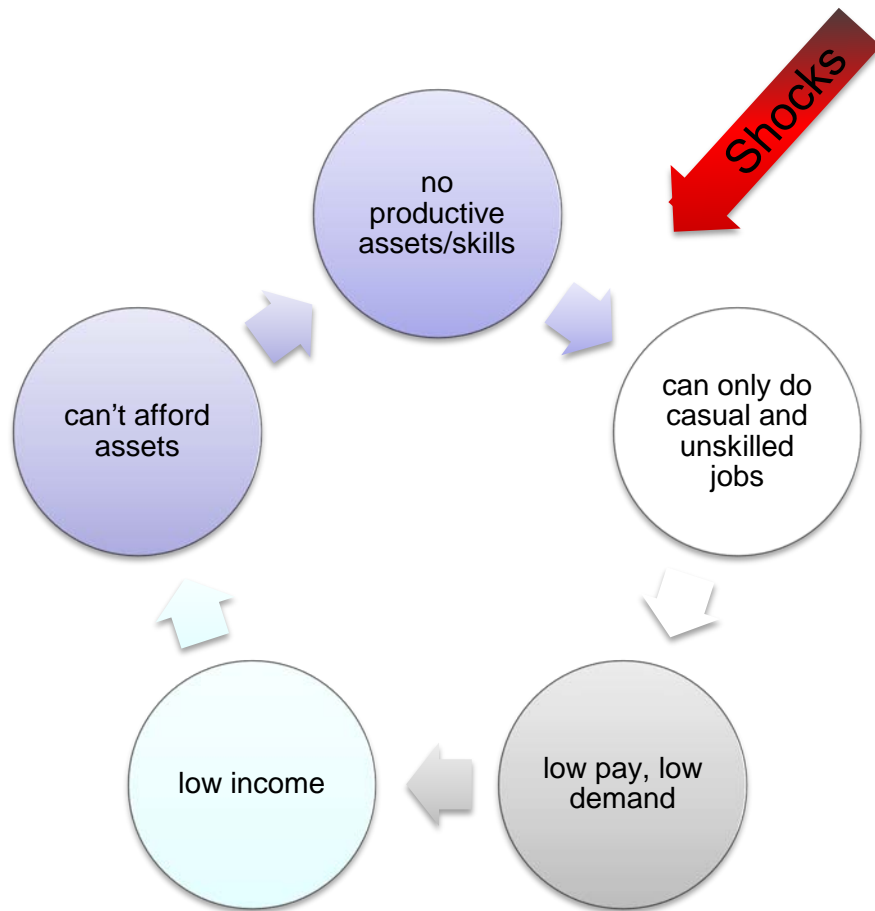 Shocks
no
productive
assets/skills
can only do
casual and
unskilled
jobs
low pay, low
demand
low income
can’t afford
assets